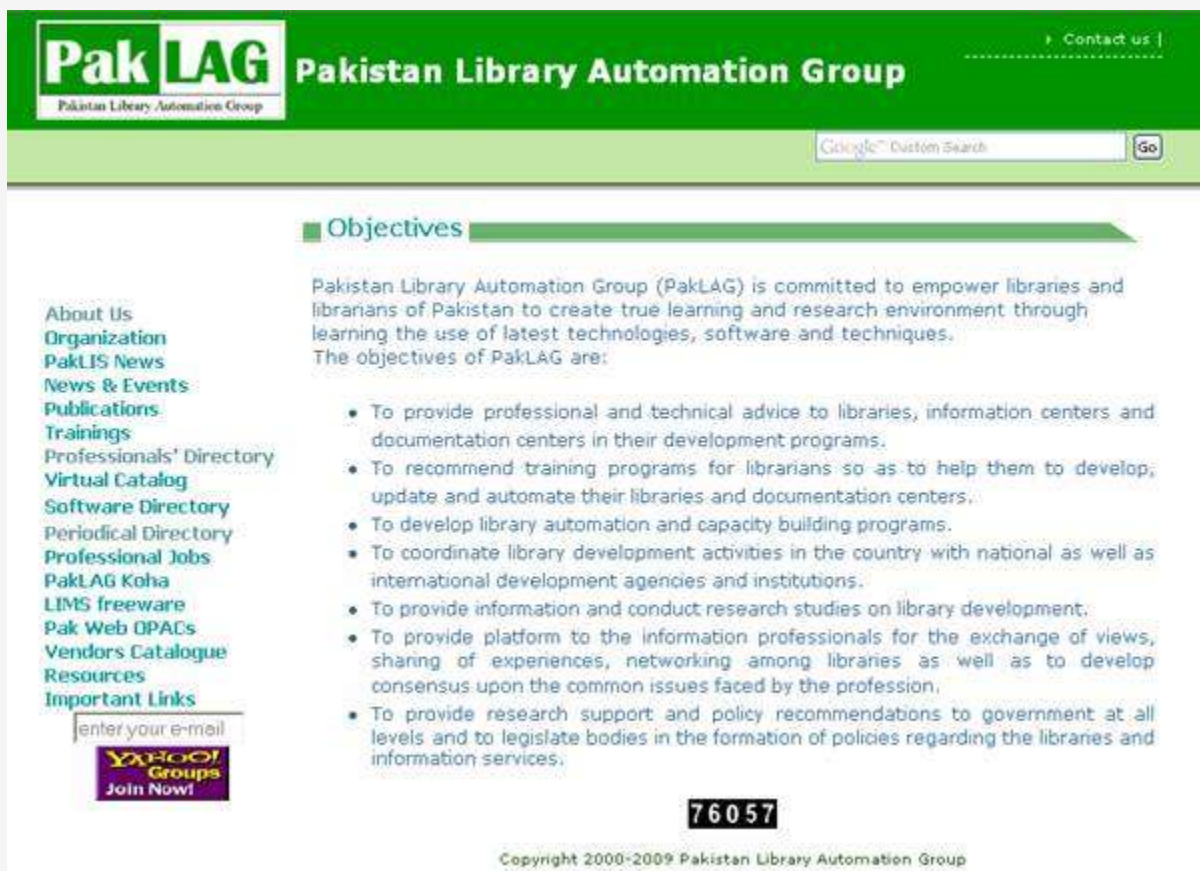 Pak LAG
Pakistan Library Automation Group
Pakistan Library Automation Group
Contact us |
Google™ Custom Search
Go
Objectives
Pakistan Library Automation Group (PakLAG) is committed to empower libraries and
librarians of Pakistan to create true learning and research environment through
learning the use of latest technologies, software and techniques.
The objectives of PakLAG are:
• To provide professional and technical advice to libraries, information centers and
documentation centers in their development programs.
• To recommend training programs for librarians so as to help them to develop,
update and automate their libraries and documentation centers.
• To develop library automation and capacity building programs.
• To coordinate library development activities in the country with national as well as
international development agencies and institutions.
• To provide information and conduct research studies on library development.
• To provide platform to the information professionals for the exchange of views,
sharing of experiences, networking among libraries as well as to develop
consensus upon the common issues faced by the profession.
• To provide research support and policy recommendations to government at all
levels and to legislate bodies in the formation of policies regarding the libraries and
information services.
About Us
Organization
PakLIS News
News & Events
Publications
Trainings
Professionals' Directory
Virtual Catalog
Software Directory
Periodical Directory
Professional Jobs
PakLAG Koha
LIMS freeware
Pak Web OPACs
Vendors Catalogue
Resources
Important Links
enter your e-mail
YAHOO!
Groups
Join Now!
76057
Copyright 2000-2009 Pakistan Library Automation Group